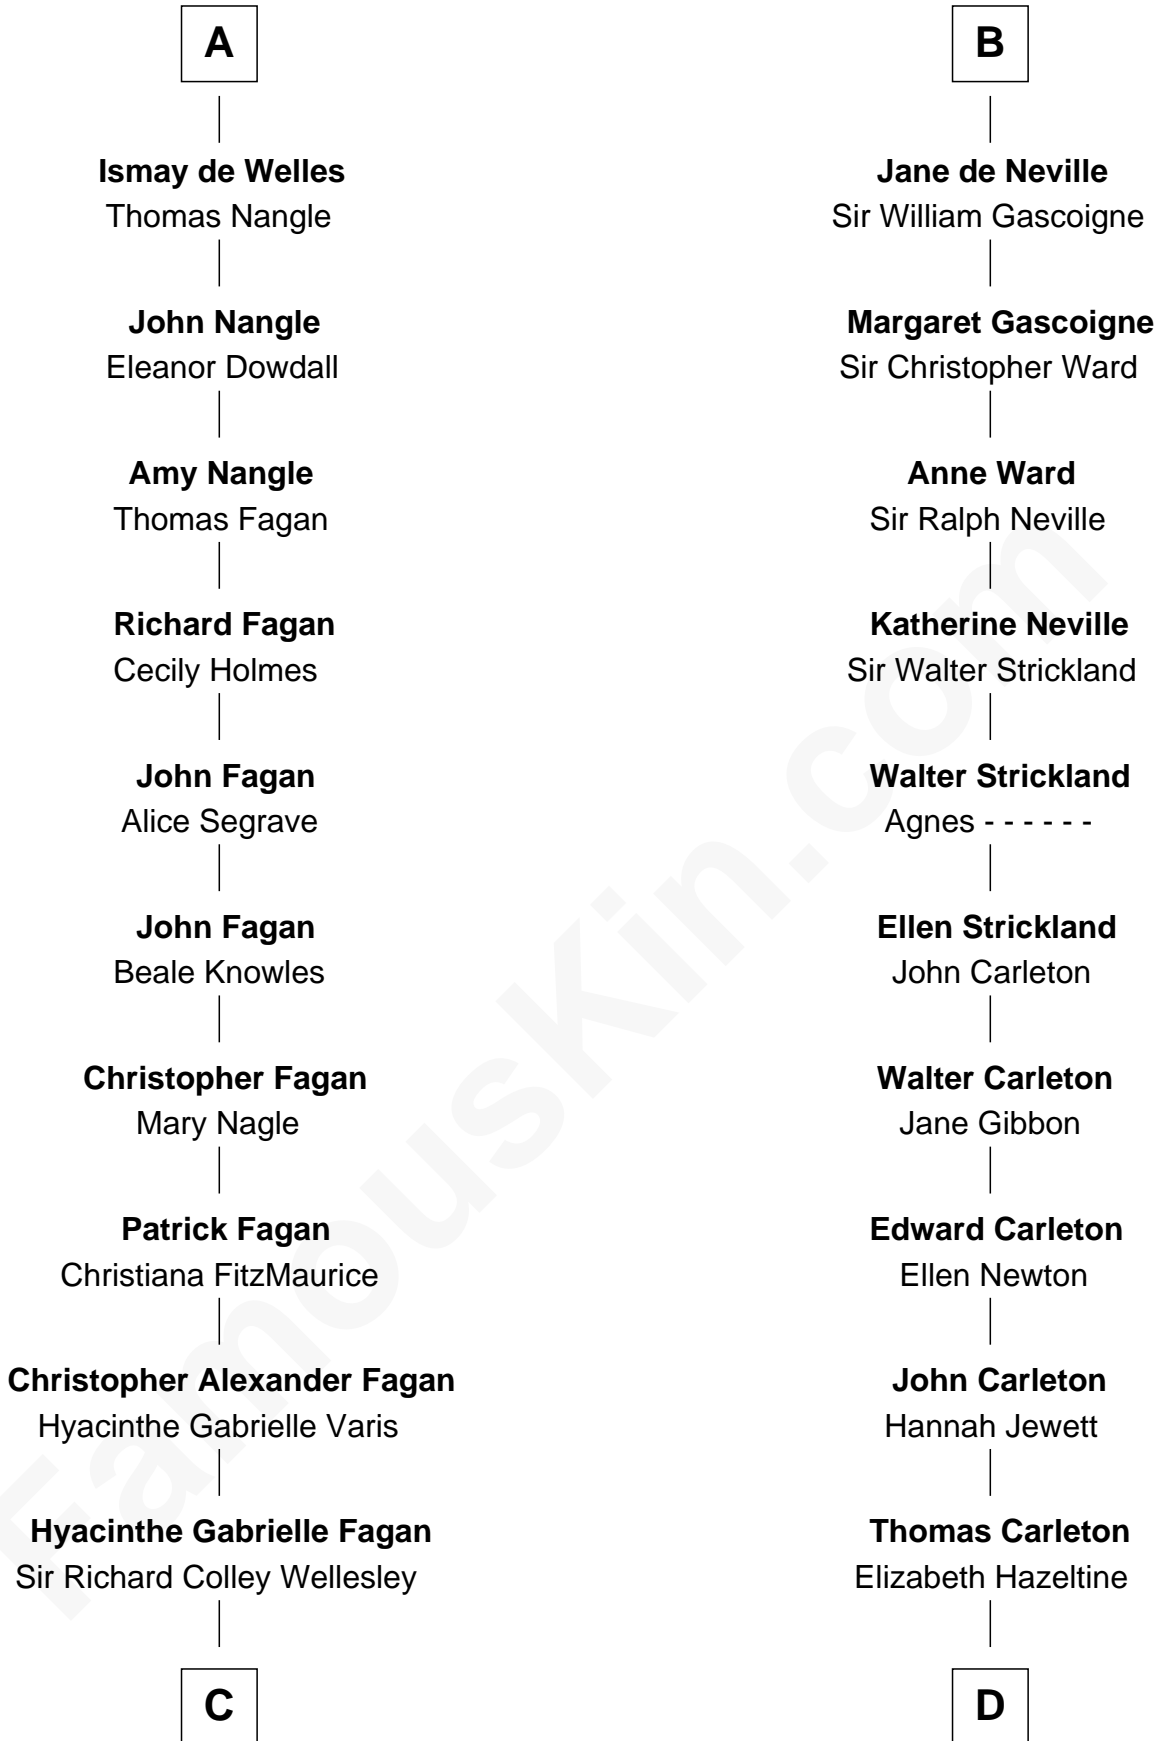 A
Ismay de Welles
Thomas Nangle
John Nangle
Eleanor Dowdall
Amy Nangle
Thomas Fagan
Richard Fagan
Cecily Holmes
John Fagan
Alice Segrave
John Fagan
Beale Knowles
Christopher Fagan
Mary Nagle
Patrick Fagan
Christiana FitzMaurice
Christopher Alexander Fagan
Hyacinthe Gabrielle Varis
Hyacinthe Gabrielle Fagan
Sir Richard Colley Wellesley
C
B
Jane de Neville
Sir William Gascoigne
Margaret Gascoigne
Sir Christopher Ward
Anne Ward
Sir Ralph Neville
Katherine Neville
Sir Walter Strickland
Walter Strickland
Agnes - - - - - -
Ellen Strickland
John Carleton
Walter Carleton
Jane Gibbon
Edward Carleton
Ellen Newton
John Carleton
Hannah Jewett
Thomas Carleton
Elizabeth Hazeltine
D
FamousKin.com